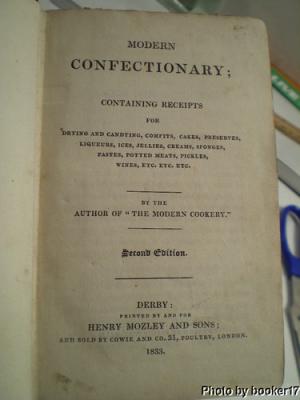 MODERN
CONFECTIONARY;
CONTAINING RECEIPTS
FOR
DRYING AND CANDYING, COMFITS, CAKES, PRESERVES,
LIQUEURS, ICES, JELLIES, CREAMS, SPONGES,
PASTES, POTTED MEATS, PICKLES,
WINES, ETC. ETC. ETC.
BY THE
AUTHOR OF "THE MODERN COOKERY."
Second Edition.
DERBY:
PRINTED BY AND FOR
HENRY MOZLEY AND SONS;
AND SOLD BY COWIE AND CO. 31, POULTRY, LONDON.
1833.
Photo by booker17